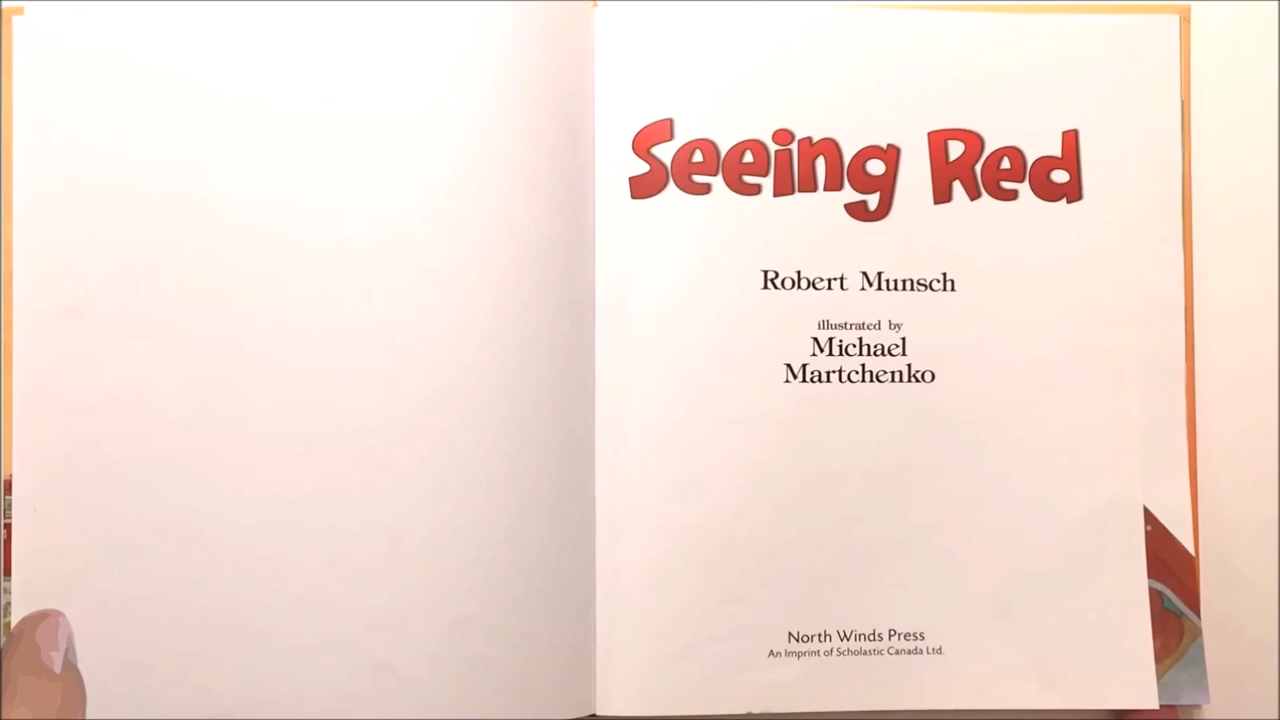 Seeing Red
Robert Munsch
illustrated by
Michael
Martchenko
North Winds Press
An Imprint of Scholastic Canada Ltd.